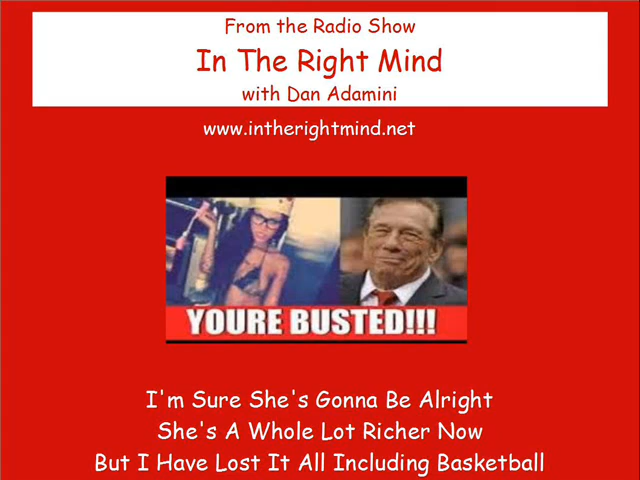 From the Radio Show
In The Right Mind
with Dan Adamini
www.intherightmind.net
YOURE BUSTED!!!
I'm Sure She's Gonna Be Alright
She's A Whole Lot Richer Now
But I Have Lost It All Including Basketball